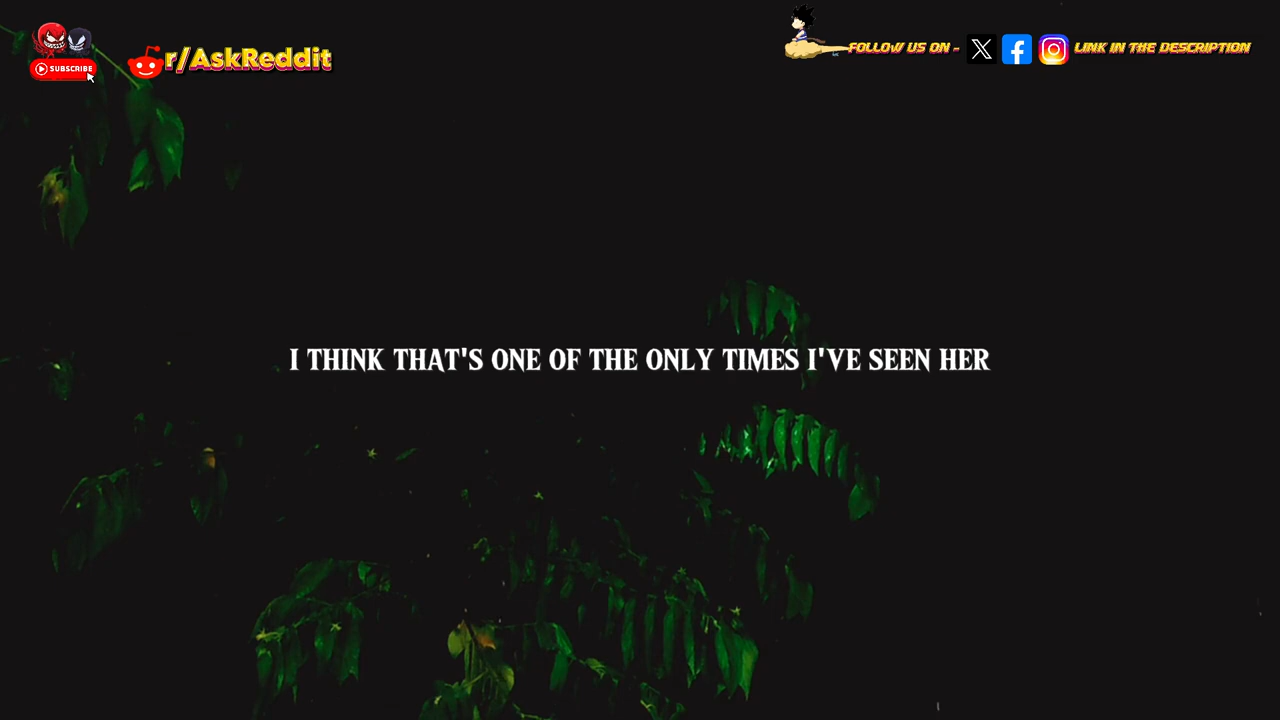 SUBSCRIBE
r/AskReddit
FOLLOW US ON -
LINK IN THE DESCRIPTION
I THINK THAT'S ONE OF THE ONLY TIMES I'VE SEEN HER